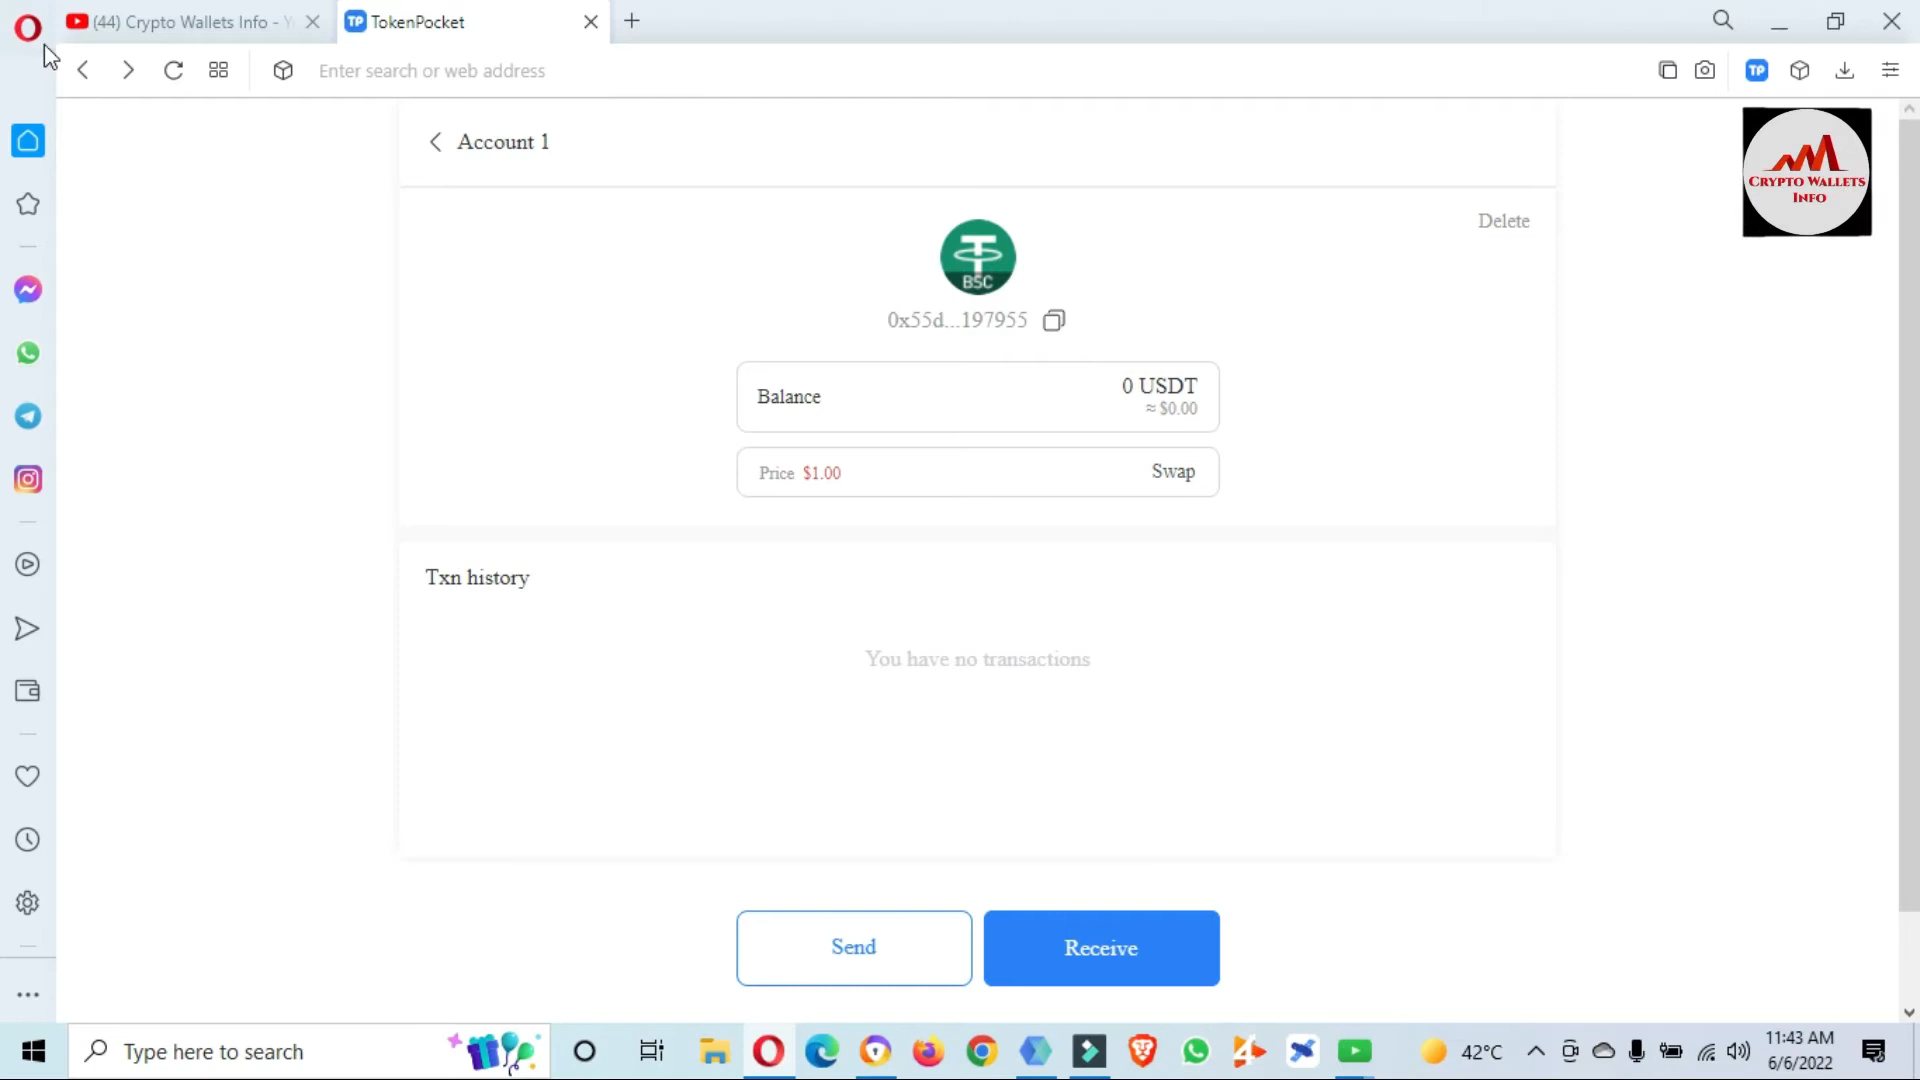 (44) Crypto Wallets Info - Y
TokenPocket
Enter search or web address
TP
Account 1
CRYPTO WALLETS
INFO
Delete
BSC
0x55d...197955
Balance
0 USDT
≈ $0.00
Price $1.00
Swap
Txn history
You have no transactions
Send
Receive
Type here to search
42°C
11:43 AM
6/6/2022